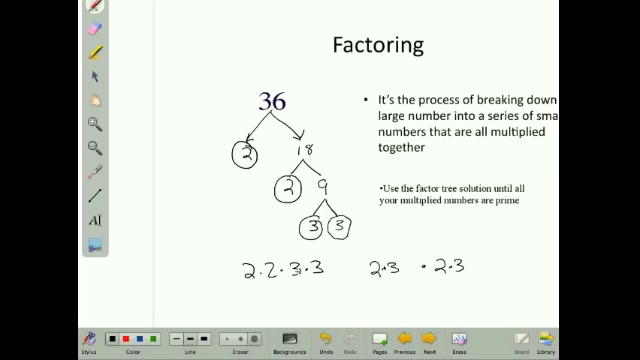 Factoring
36
• It's the process of breaking down
large number into a series of sma
numbers that are all multiplied
together
2 18
2 9
•Use the factor tree solution until all
your multiplied numbers are prime
3 3
2·2·3·3 2·3 · 2·3
A
Stylus Color Line Eraser Backgrounds Undo Pages Previous Next Erase Board Library